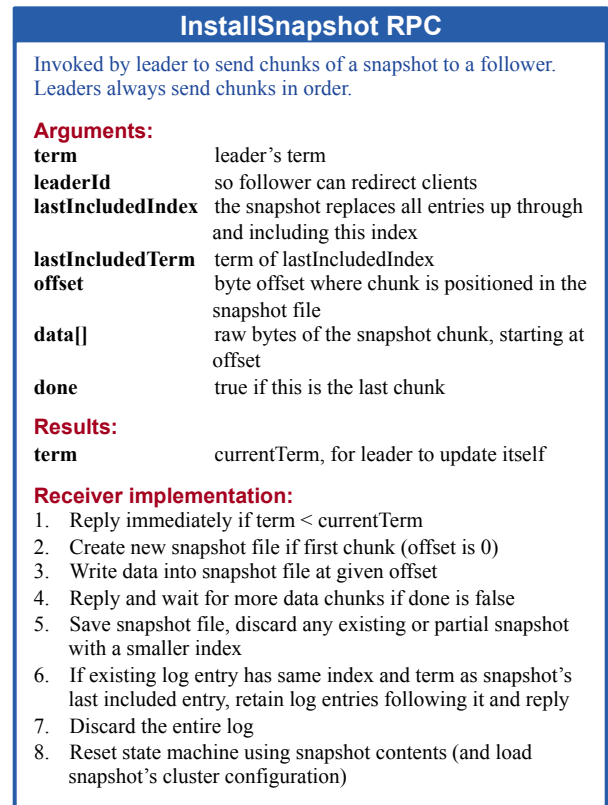 InstallSnapshot RPC
Invoked by leader to send chunks of a snapshot to a follower.
Leaders always send chunks in order.
Arguments:
term leader’s term
leaderId so follower can redirect clients
lastIncludedIndex the snapshot replaces all entries up through
and including this index
lastIncludedTerm term of lastIncludedIndex
offset byte offset where chunk is positioned in the
snapshot file
data[] raw bytes of the snapshot chunk, starting at
offset
done true if this is the last chunk
Results:
term currentTerm, for leader to update itself
Receiver implementation:
1. Reply immediately if term < currentTerm
2. Create new snapshot file if first chunk (offset is 0)
3. Write data into snapshot file at given offset
4. Reply and wait for more data chunks if done is false
5. Save snapshot file, discard any existing or partial snapshot
with a smaller index
6. If existing log entry has same index and term as snapshot’s
last included entry, retain log entries following it and reply
7. Discard the entire log
8. Reset state machine using snapshot contents (and load
snapshot’s cluster configuration)